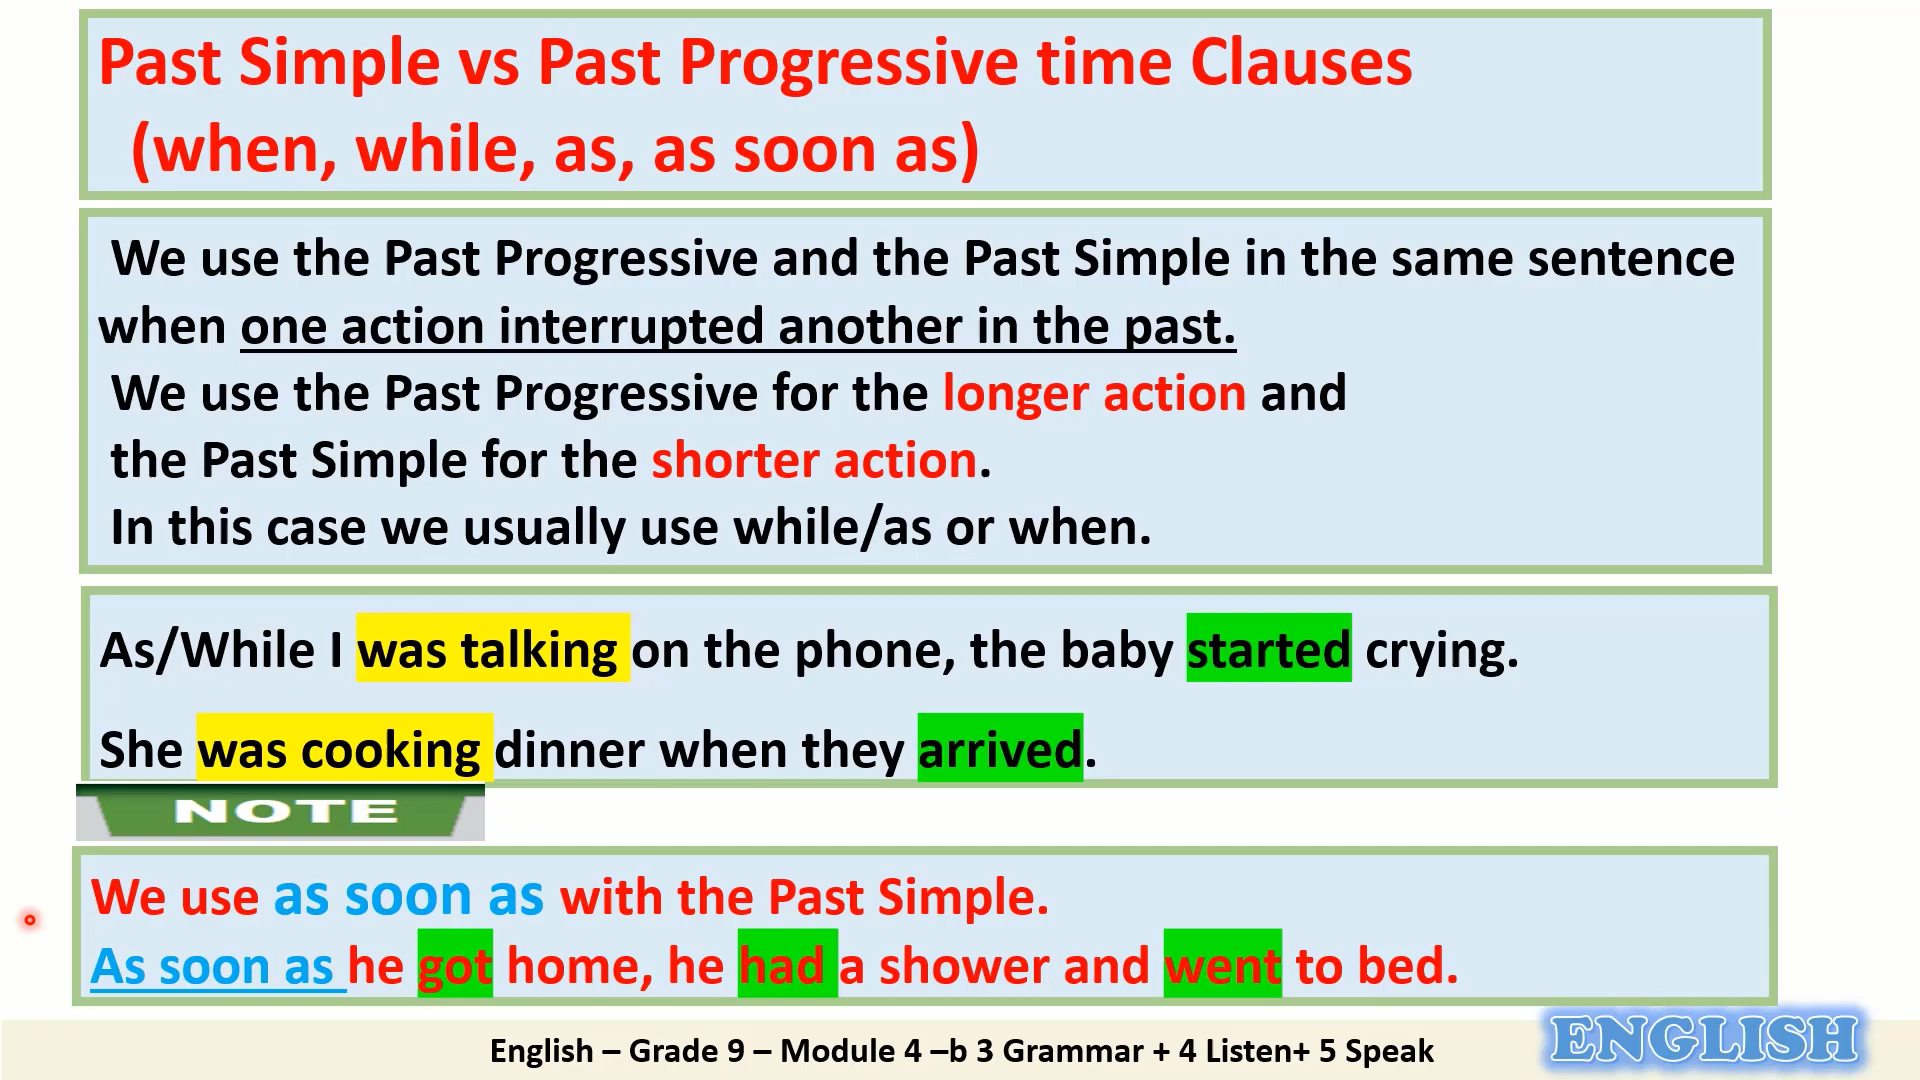 Past Simple vs Past Progressive time Clauses
(when, while, as, as soon as)
We use the Past Progressive and the Past Simple in the same sentence
when one action interrupted another in the past.
We use the Past Progressive for the longer action and
the Past Simple for the shorter action.
In this case we usually use while/as or when.
As/While I was talking on the phone, the baby started crying.
She was cooking dinner when they arrived.
NOTE
We use as soon as with the Past Simple.
As soon as he got home, he had a shower and went to bed.
English – Grade 9 – Module 4 –b 3 Grammar + 4 Listen+ 5 Speak
ENGLISH